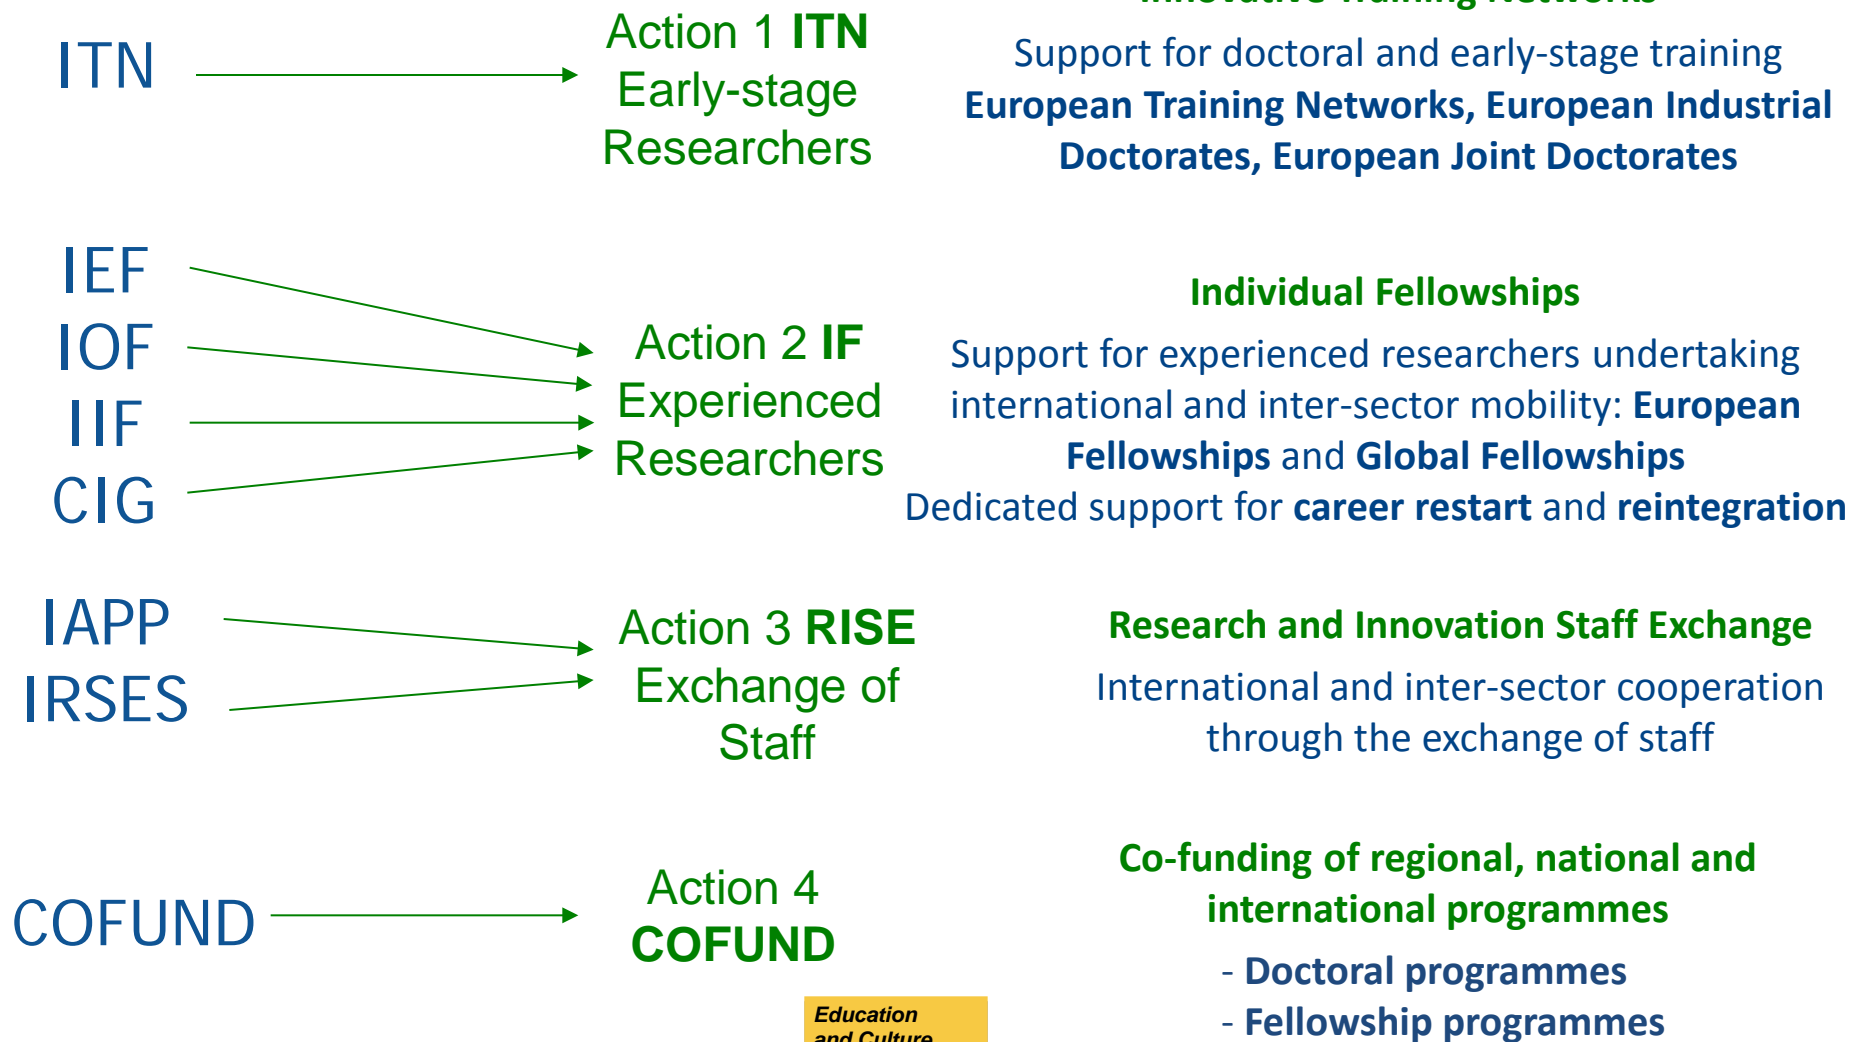 Innovative Training Networks
ITN
Action 1 ITN
Early-stage
Researchers
Support for doctoral and early-stage training
European Training Networks, European Industrial
Doctorates, European Joint Doctorates
IEF
IOF
IIF
CIG
Action 2 IF
Experienced
Researchers
Individual Fellowships
Support for experienced researchers undertaking
international and inter-sector mobility: European
Fellowships and Global Fellowships
Dedicated support for career restart and reintegration
IAPP
IRSES
Action 3 RISE
Exchange of
Staff
Research and Innovation Staff Exchange
International and inter-sector cooperation
through the exchange of staff
COFUND
Action 4
COFUND
Co-funding of regional, national and
international programmes
- Doctoral programmes
- Fellowship programmes
Education
and Culture